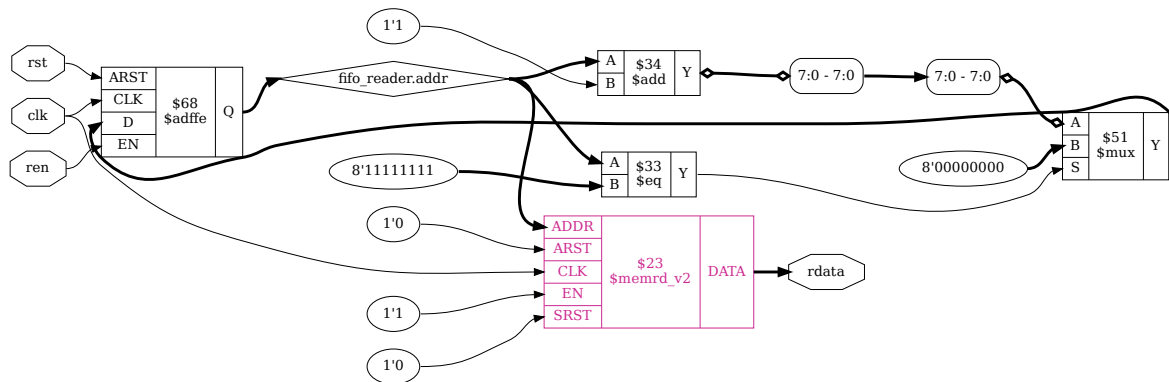 rst
clk
ren
ARST
CLK
D
EN
$68
$adffe
Q
fifo_reader.addr
1'1
A
B
$34
$add
Y
7:0 - 7:0
7:0 - 7:0
8'11111111
A
B
$33
$eq
Y
8'00000000
A
B
S
$51
$mux
Y
1'0
1'1
1'0
ADDR
ARST
CLK
EN
SRST
$23
$memrd_v2
DATA
rdata